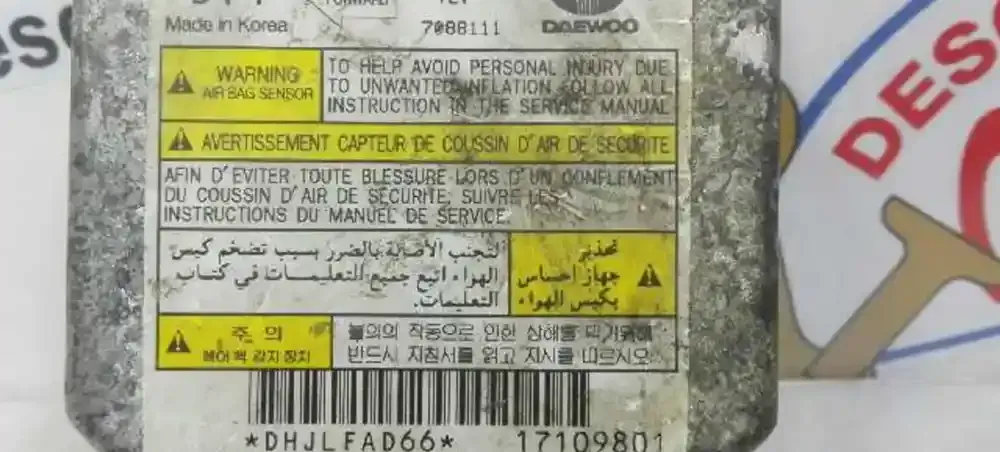 Made in Korea
7088111
DAEWOO
WARNING
AIR BAG SENSOR
TO HELP AVOID PERSONAL INJURY DUE
TO UNWANTED INFLATION FOLLOW ALL
INSTRUCTION IN THE SERVICE MANUAL
AVERTISSEMENT CAPTEUR DE COUSSIN D'AIR DE SECURITE
AFIN D'EVITER TOUTE BLESSURE LORS D'UN GONFLEMENT
DU COUSSIN D'AIR DE SECURITE, SUIVRE LES
INSTRUCTIONS DU MANUEL DE SERVICE.
لتجنب الأصابة بالضرر بسبب تضخم كيس
الهواء اتبع جميع التعليمات في كتاب
التعليمات.
تحذير
جهاز احساس
بكيس الهواء
주 의
에어 백 감지 장치
불의의 작동으로 인한 상해를 막기위해
반드시 지침서를 읽고 지시를 따르시오
*DHJLFAD66*
17109801
DES